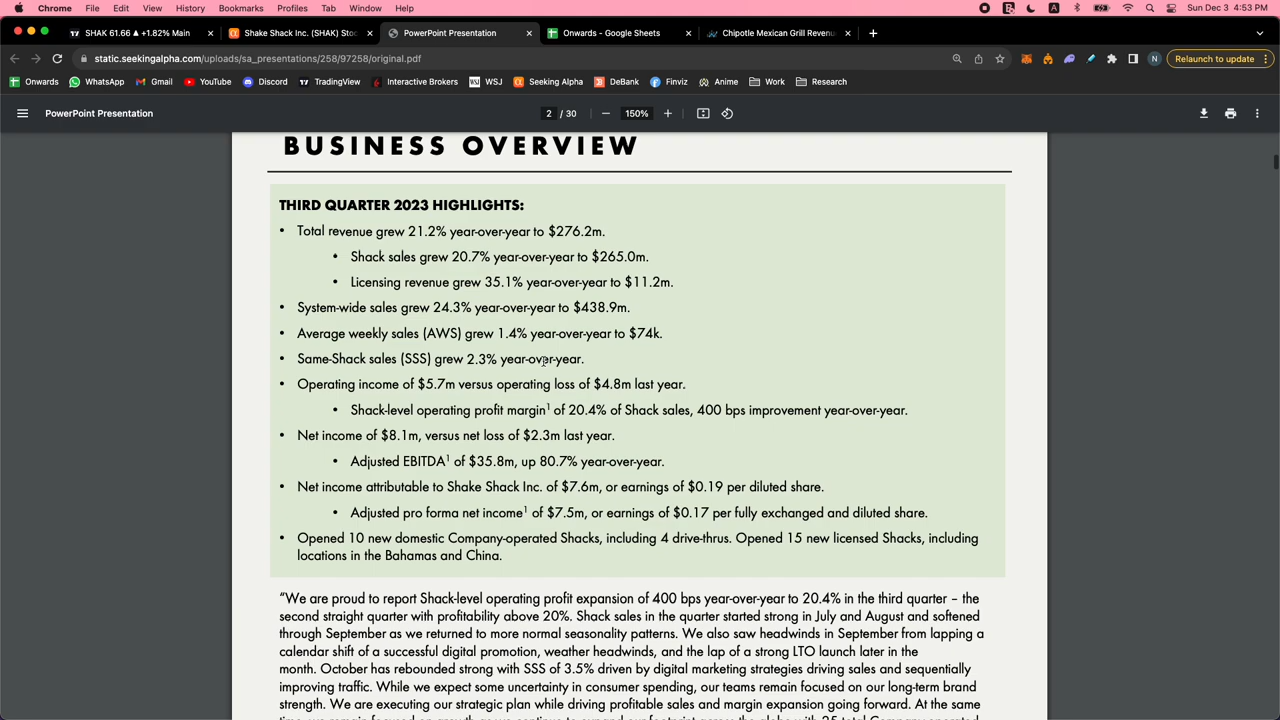 Chrome File Edit View History Bookmarks Profiles Tab Window Help A Sun Dec 3 4:53 PM
SHAK 61.66 ▲ +1.82% Main Shake Shack Inc. (SHAK) Stoc PowerPoint Presentation Onwards - Google Sheets Chipotle Mexican Grill Revenu
static.seekingalpha.com/uploads/sa_presentations/258/97258/original.pdf N Relaunch to update
Onwards WhatsApp Gmail YouTube Discord TradingView Interactive Brokers WSJ Seeking Alpha DeBank Finviz Anime Work Research
PowerPoint Presentation 2 / 30 150%
BUSINESS OVERVIEW
THIRD QUARTER 2023 HIGHLIGHTS:
• Total revenue grew 21.2% year-over-year to $276.2m.
• Shack sales grew 20.7% year-over-year to $265.0m.
• Licensing revenue grew 35.1% year-over-year to $11.2m.
• System-wide sales grew 24.3% year-over-year to $438.9m.
• Average weekly sales (AWS) grew 1.4% year-over-year to $74k.
• Same-Shack sales (SSS) grew 2.3% year-over-year.
• Operating income of $5.7m versus operating loss of $4.8m last year.
• Shack-level operating profit margin¹ of 20.4% of Shack sales, 400 bps improvement year-over-year.
• Net income of $8.1m, versus net loss of $2.3m last year.
• Adjusted EBITDA¹ of $35.8m, up 80.7% year-over-year.
• Net income attributable to Shake Shack Inc. of $7.6m, or earnings of $0.19 per diluted share.
• Adjusted pro forma net income¹ of $7.5m, or earnings of $0.17 per fully exchanged and diluted share.
• Opened 10 new domestic Company-operated Shacks, including 4 drive-thrus. Opened 15 new licensed Shacks, including
locations in the Bahamas and China.
"We are proud to report Shack-level operating profit expansion of 400 bps year-over-year to 20.4% in the third quarter – the
second straight quarter with profitability above 20%. Shack sales in the quarter started strong in July and August and softened
through September as we returned to more normal seasonality patterns. We also saw headwinds in September from lapping a
calendar shift of a successful digital promotion, weather headwinds, and the lap of a strong LTO launch later in the
month. October has rebounded strong with SSS of 3.5% driven by digital marketing strategies driving sales and sequentially
improving traffic. While we expect some uncertainty in consumer spending, our teams remain focused on our long-term brand
strength. We are executing our strategic plan while driving profitable sales and margin expansion going forward. At the same